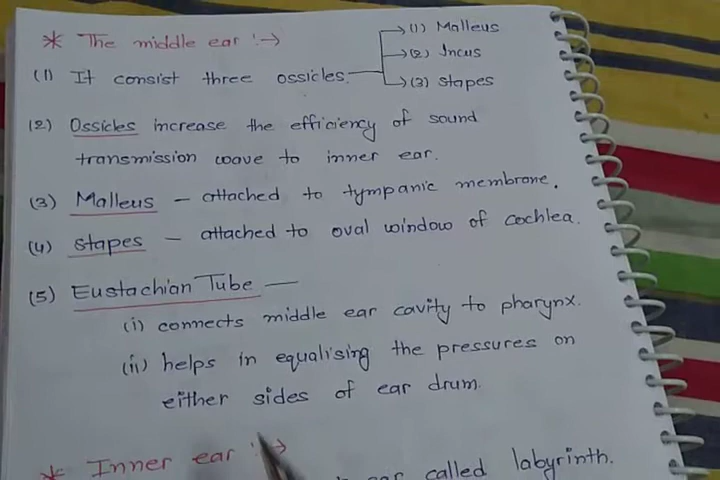 * The middle ear :→
→ (1) Malleus
→ (2) Incus
(1) It consist three ossicles. → (3) stapes
(2) Ossicles increase the efficiency of sound
transmission wave to inner ear.
(3) Malleus – attached to tympanic membrane.
(4) stapes – attached to oval window of cochlea.
(5) Eustachian Tube —
(i) connects middle ear cavity to pharynx.
(ii) helps in equalising the pressures on
either sides of ear drum.
* Inner ear :→
ear called labyrinth.